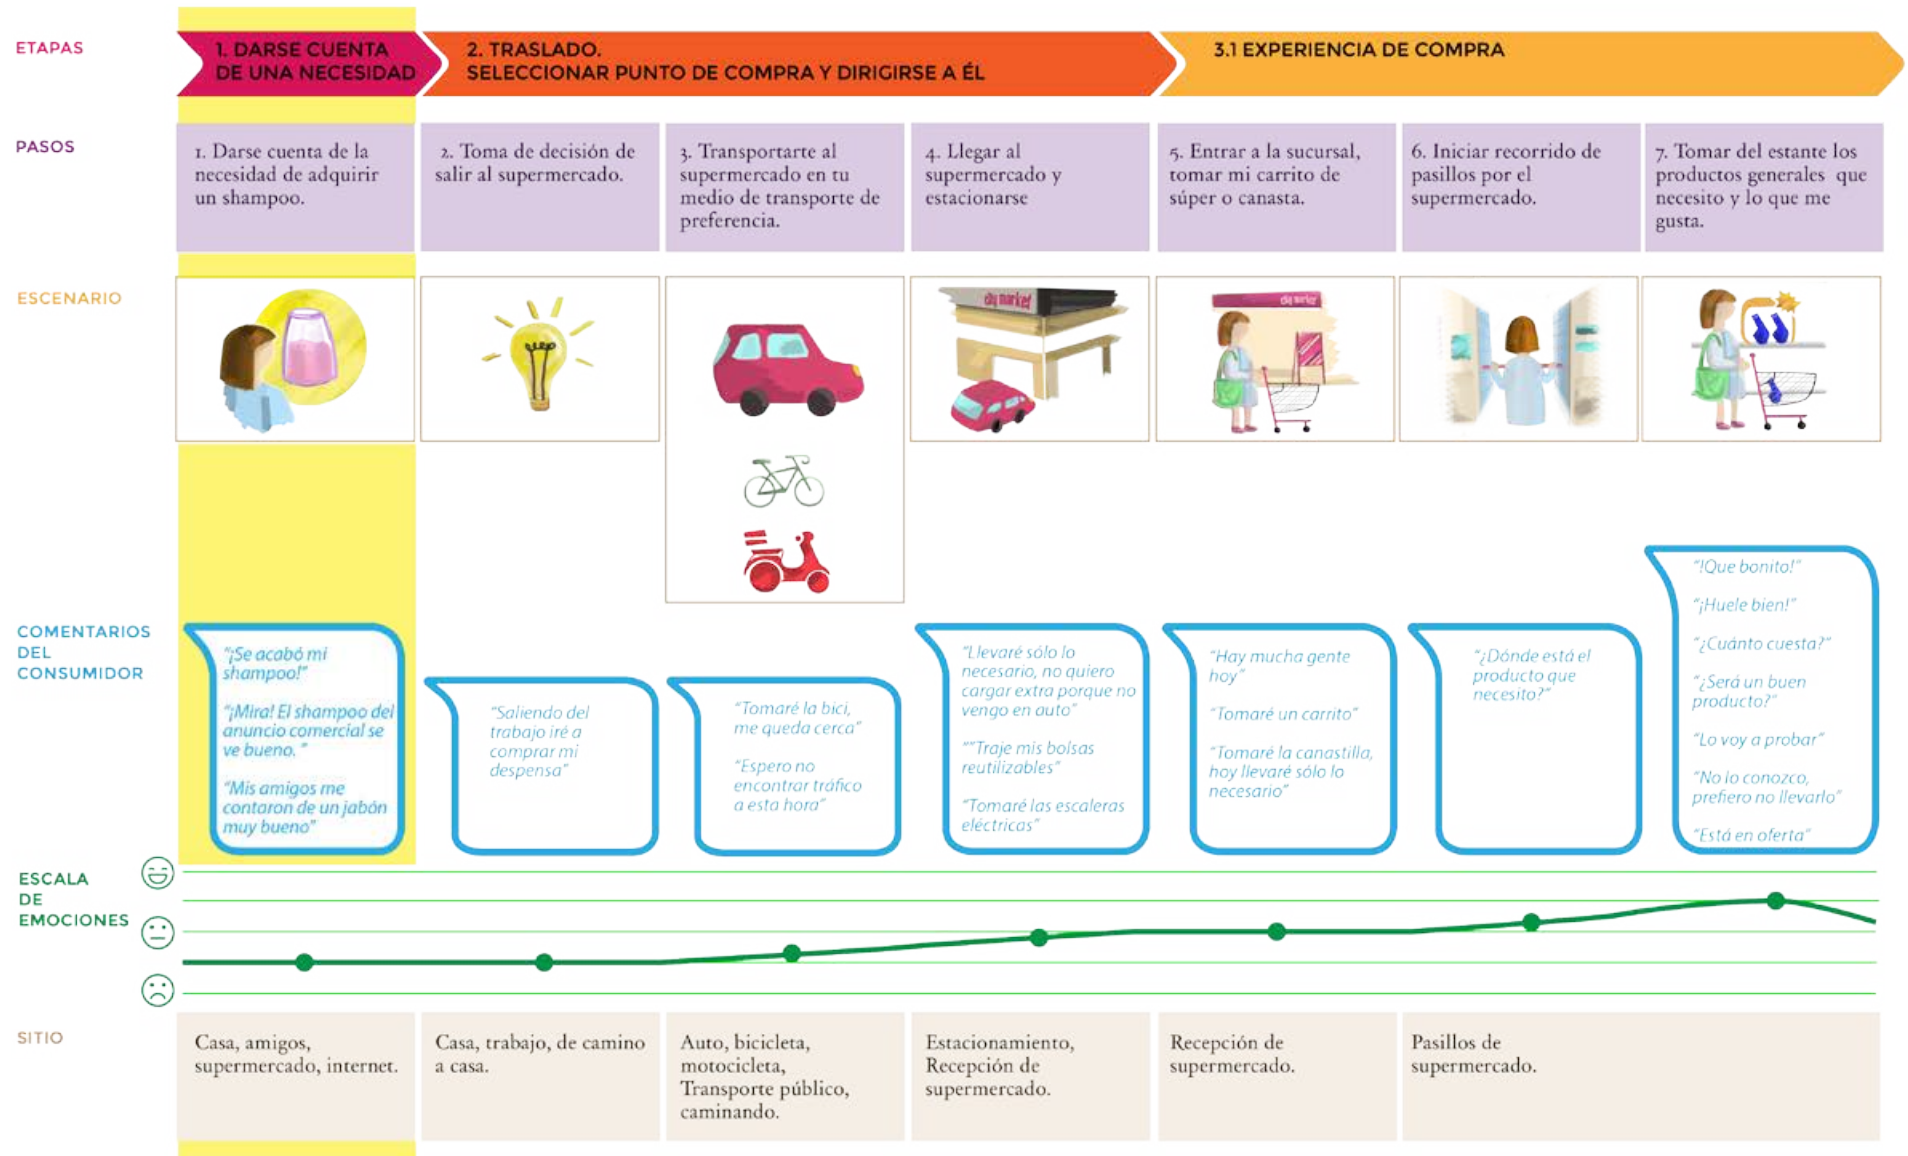 ETAPAS
1. DARSE CUENTA
DE UNA NECESIDAD
2. TRASLADO.
SELECCIONAR PUNTO DE COMPRA Y DIRIGIRSE A ÉL
3.1 EXPERIENCIA DE COMPRA
PASOS
1. Darse cuenta de la
necesidad de adquirir
un shampoo.
2. Toma de decisión de
salir al supermercado.
3. Transportarte al
supermercado en tu
medio de transporte de
preferencia.
4. Llegar al
supermercado y
estacionarse
5. Entrar a la sucursal,
tomar mi carrito de
súper o canasta.
6. Iniciar recorrido de
pasillos por el
supermercado.
7. Tomar del estante los
productos generales que
necesito y lo que me
gusta.
ESCENARIO
city market
city market
COMENTARIOS
DEL
CONSUMIDOR
"¡Se acabó mi
shampoo!"
"¡Mira! El shampoo del
anuncio comercial se
ve bueno. "
"Mis amigos me
contaron de un jabón
muy bueno"
"Saliendo del
trabajo iré a
comprar mi
despensa"
"Tomaré la bici,
me queda cerca"
"Espero no
encontrar tráfico
a esta hora"
"Llevaré sólo lo
necesario, no quiero
cargar extra porque no
vengo en auto"
""Traje mis bolsas
reutilizables"
"Tomaré las escaleras
eléctricas"
"Hay mucha gente
hoy"
"Tomaré un carrito"
"Tomaré la canastilla,
hoy llevaré sólo lo
necesario"
"¿Dónde está el
producto que
necesito?"
"!Que bonito!"
"¡Huele bien!"
"¿Cuánto cuesta?"
"¿Será un buen
producto?"
"Lo voy a probar"
"No lo conozco,
prefiero no llevarlo"
"Está en oferta"
ESCALA
DE
EMOCIONES
SITIO
Casa, amigos,
supermercado, internet.
Casa, trabajo, de camino
a casa.
Auto, bicicleta,
motocicleta,
Transporte público,
caminando.
Estacionamiento,
Recepción de
supermercado.
Recepción de
supermercado.
Pasillos de
supermercado.